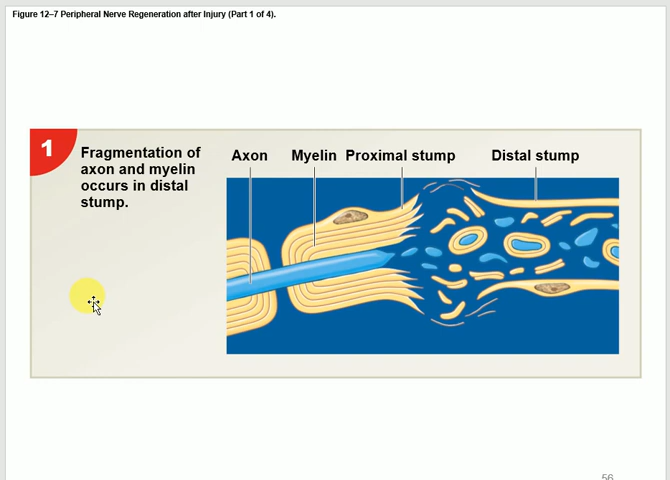 Figure 12–7 Peripheral Nerve Regeneration after Injury (Part 1 of 4).
1
Fragmentation of
axon and myelin
occurs in distal
stump.
Axon
Myelin
Proximal stump
Distal stump
56